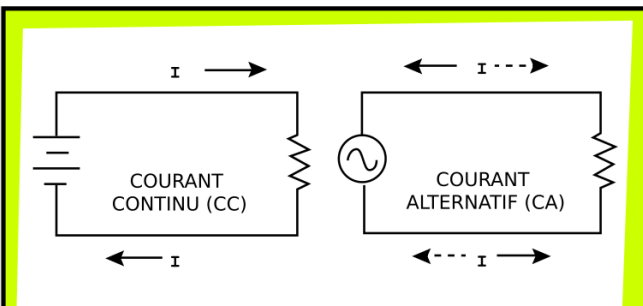 I
I
COURANT
CONTINU (CC)
COURANT
ALTERNATIF (CA)
I
I